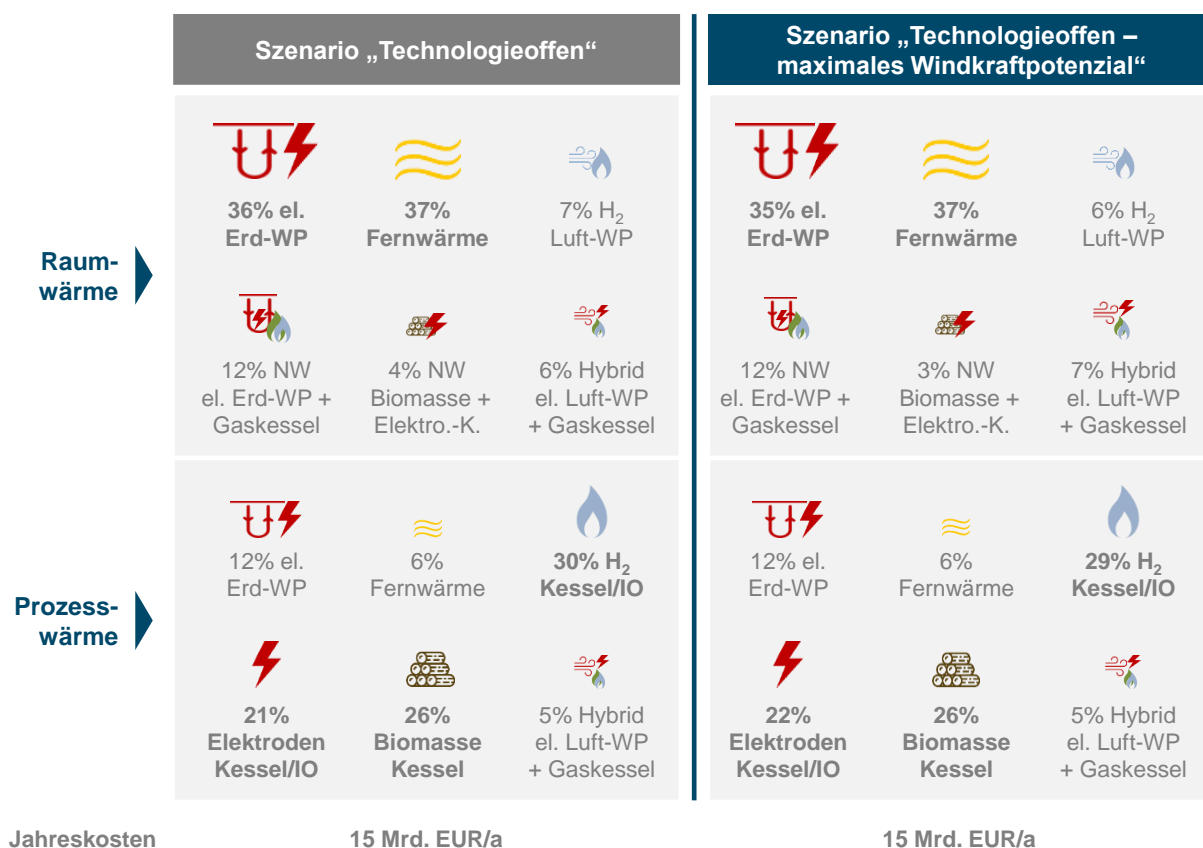 Szenario „Technologieoffen“
Szenario „Technologieoffen –
maximales Windkraftpotenzial“
Raum-
wärme
36% el.
Erd-WP
37%
Fernwärme
7% H₂
Luft-WP
12% NW
el. Erd-WP +
Gaskessel
4% NW
Biomasse +
Elektro.-K.
6% Hybrid
el. Luft-WP
+ Gaskessel
35% el.
Erd-WP
37%
Fernwärme
6% H₂
Luft-WP
12% NW
el. Erd-WP +
Gaskessel
3% NW
Biomasse +
Elektro.-K.
7% Hybrid
el. Luft-WP
+ Gaskessel
Prozess-
wärme
12% el.
Erd-WP
6%
Fernwärme
30% H₂
Kessel/IO
21%
Elektroden
Kessel/IO
26%
Biomasse
Kessel
5% Hybrid
el. Luft-WP
+ Gaskessel
12% el.
Erd-WP
6%
Fernwärme
29% H₂
Kessel/IO
22%
Elektroden
Kessel/IO
26%
Biomasse
Kessel
5% Hybrid
el. Luft-WP
+ Gaskessel
Jahreskosten
15 Mrd. EUR/a
15 Mrd. EUR/a